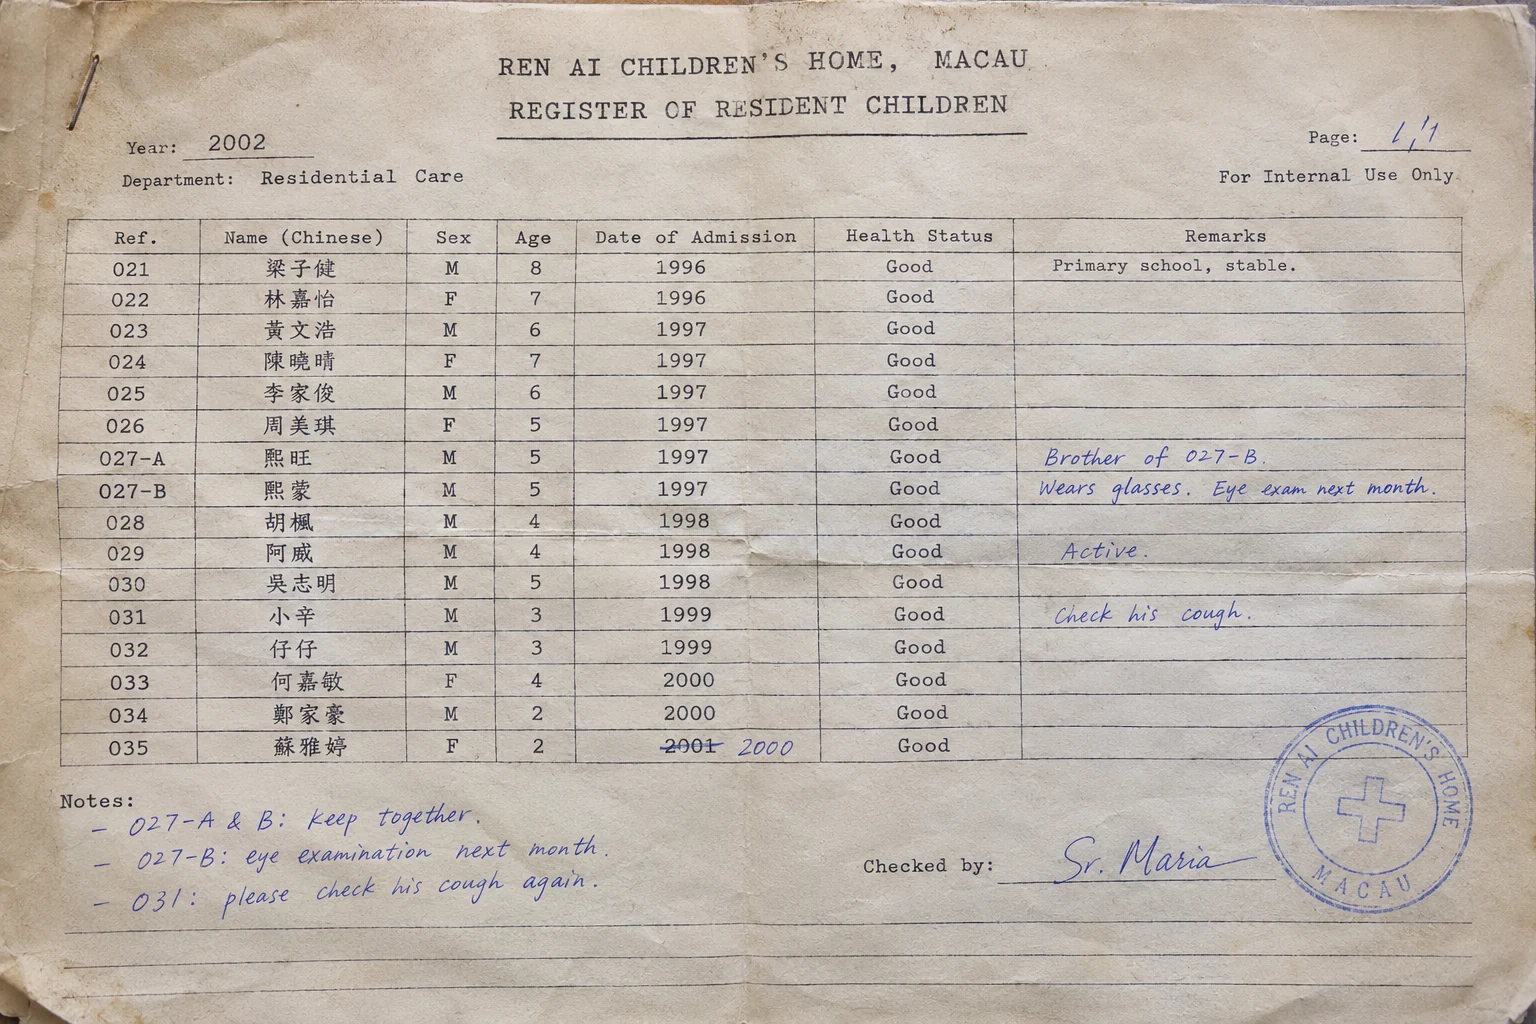 REN AI CHILDREN'S HOME, MACAU
REGISTER OF RESIDENT CHILDREN
Year: 2002
Page: 1/1
Department: Residential Care
For Internal Use Only
Ref. Name (Chinese) Sex Age Date of Admission Health Status Remarks
021 梁子健 M 8 1996 Good Primary school, stable.
022 林嘉怡 F 7 1996 Good
023 黃文浩 M 6 1997 Good
024 陳曉晴 F 7 1997 Good
025 李家俊 M 6 1997 Good
026 周美琪 F 5 1997 Good
027-A 熙旺 M 5 1997 Good Brother of 027-B.
027-B 熙蒙 M 5 1997 Good Wears glasses. Eye exam next month.
028 胡楓 M 4 1998 Good
029 阿威 M 4 1998 Good Active.
030 吳志明 M 5 1998 Good
031 小辛 M 3 1999 Good Check his cough.
032 仔仔 M 3 1999 Good
033 何嘉敏 F 4 2000 Good
034 鄭家豪 M 2 2000 Good
035 蘇雅婷 F 2 2001 2000 Good
Notes:
- 027-A & B: Keep together.
- 027-B: eye examination next month.
- 031: please check his cough again.
Checked by: Sr. Maria
REN AI CHILDREN'S HOME
MACAU